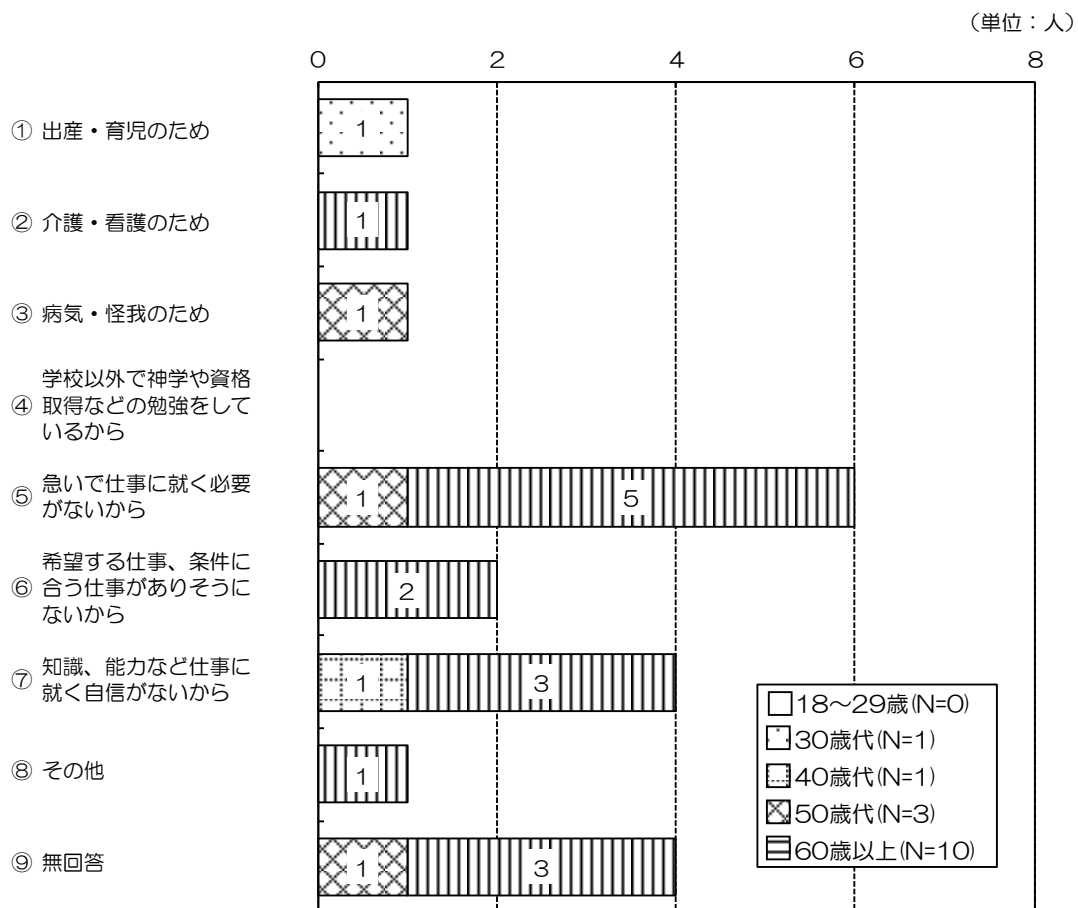 （単位：人）
0 2 4 6 8
① 出産・育児のため
1
② 介護・看護のため
1
③ 病気・怪我のため
1
学校以外で神学や資格
④ 取得などの勉強をして
いるから
⑤ 急いで仕事に就く必要
がないから
1 5
希望する仕事、条件に
⑥ 合う仕事がありそうに
ないから
2
⑦ 知識、能力など仕事に
就く自信がないから
1 3
⑧ その他
1
⑨ 無回答
1 3
18～29歳(N=0)
30歳代(N=1)
40歳代(N=1)
50歳代(N=3)
60歳以上(N=10)